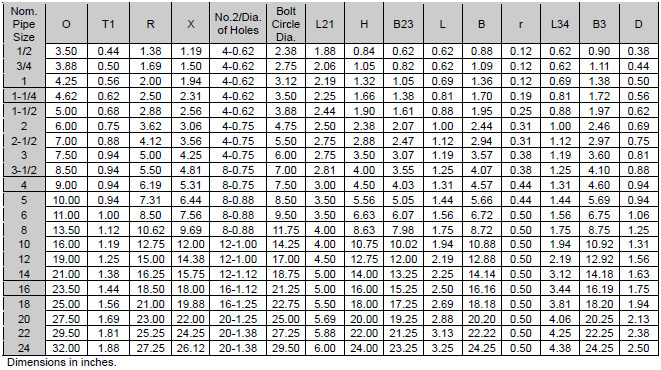 Nom. Pipe Size O T1 R X No.2/Dia. of Holes Bolt Circle Dia. L21 H B23 L B r L34 B3 D
1/2 3.50 0.44 1.38 1.19 4-0.62 2.38 1.88 0.84 0.62 0.62 0.88 0.12 0.62 0.90 0.38
3/4 3.88 0.50 1.69 1.50 4-0.62 2.75 2.06 1.05 0.82 0.62 1.09 0.12 0.62 1.11 0.44
1 4.25 0.56 2.00 1.94 4-0.62 3.12 2.19 1.32 1.05 0.69 1.36 0.12 0.69 1.38 0.50
1-1/4 4.62 0.62 2.50 2.31 4-0.62 3.50 2.25 1.66 1.38 0.81 1.70 0.19 0.81 1.72 0.56
1-1/2 5.00 0.68 2.88 2.56 4-0.62 3.88 2.44 1.90 1.61 0.88 1.95 0.25 0.88 1.97 0.62
2 6.00 0.75 3.62 3.06 4-0.75 4.75 2.50 2.38 2.07 1.00 2.44 0.31 1.00 2.46 0.69
2-1/2 7.00 0.88 4.12 3.56 4-0.75 5.50 2.75 2.88 2.47 1.12 2.94 0.31 1.12 2.97 0.75
3 7.50 0.94 5.00 4.25 4-0.75 6.00 2.75 3.50 3.07 1.19 3.57 0.38 1.19 3.60 0.81
3-1/2 8.50 0.94 5.50 4.81 8-0.75 7.00 2.81 4.00 3.55 1.25 4.07 0.38 1.25 4.10 0.88
4 9.00 0.94 6.19 5.31 8-0.75 7.50 3.00 4.50 4.03 1.31 4.57 0.44 1.31 4.60 0.94
5 10.00 0.94 7.31 6.44 8-0.88 8.50 3.50 5.56 5.05 1.44 5.66 0.44 1.44 5.69 0.94
6 11.00 1.00 8.50 7.56 8-0.88 9.50 3.50 6.63 6.07 1.56 6.72 0.50 1.56 6.75 1.06
8 13.50 1.12 10.62 9.69 8-0.88 11.75 4.00 8.63 7.98 1.75 8.72 0.50 1.75 8.75 1.25
10 16.00 1.19 12.75 12.00 12-1.00 14.25 4.00 10.75 10.02 1.94 10.88 0.50 1.94 10.92 1.31
12 19.00 1.25 15.00 14.38 12-1.00 17.00 4.50 12.75 12.00 2.19 12.88 0.50 2.19 12.92 1.56
14 21.00 1.38 16.25 15.75 12-1.12 18.75 5.00 14.00 13.25 2.25 14.14 0.50 3.12 14.18 1.63
16 23.50 1.44 18.50 18.00 16-1.12 21.25 5.00 16.00 15.25 2.50 16.16 0.50 3.44 16.19 1.75
18 25.00 1.56 21.00 19.88 16-1.25 22.75 5.50 18.00 17.25 2.69 18.18 0.50 3.81 18.20 1.94
20 27.50 1.69 23.00 22.00 20-1.25 25.00 5.69 20.00 19.25 2.88 20.20 0.50 4.06 20.25 2.13
22 29.50 1.81 25.25 24.25 20-1.38 27.25 5.88 22.00 21.25 3.13 22.22 0.50 4.25 22.25 2.38
24 32.00 1.88 27.25 26.12 20-1.38 29.50 6.00 24.00 23.25 3.25 24.25 0.50 4.38 24.25 2.50
Dimensions in inches.